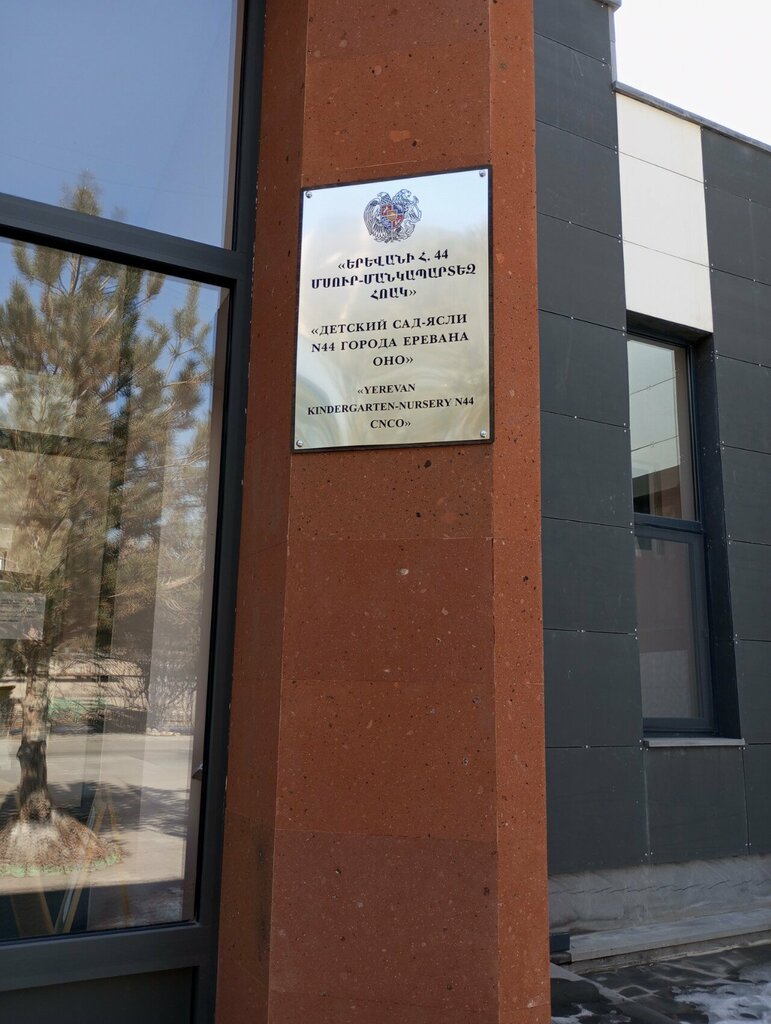 «ԵՐԵՎԱՆԻ Հ. 44
ՄՍՈՒՐ-ՄԱՆԿԱՊԱՐՏԵԶ
ՀՈԱԿ»
«ДЕТСКИЙ САД-ЯСЛИ
N44 ГОРОДА ЕРЕВАНА
ОНО»
«YEREVAN
KINDERGARTEN-NURSERY N44
CNCO»